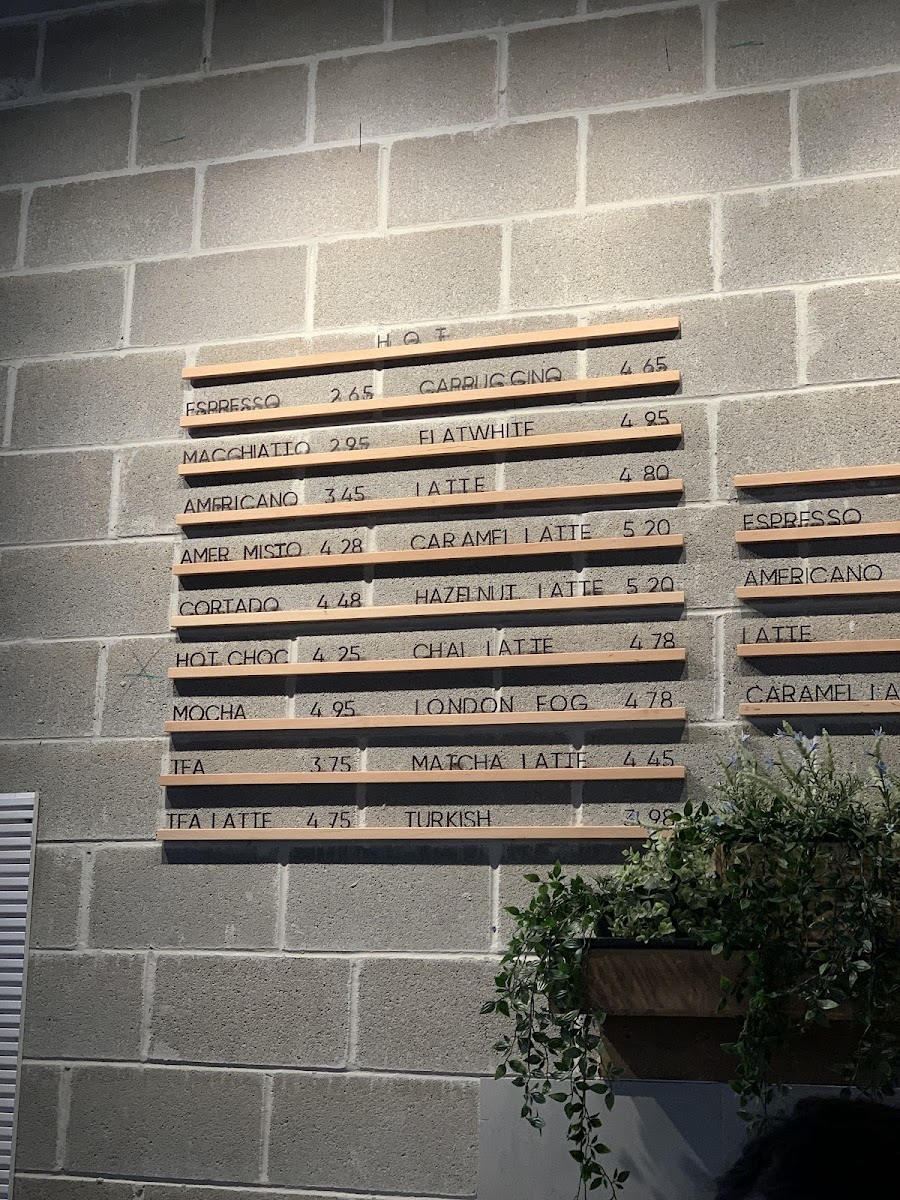 HOT
ESPRESSO 2.65 CAPPUCCINO 4.65
MACCHIATTO 2.95 FLATWHITE 4.95
AMERICANO 3.45 LATTE 4.80
AMER MISTO 4.28 CARAMEL LATTE 5.20
CORTADO 4.48 HAZELNUT LATTE 5.20
HOT CHOC 4.25 CHAI LATTE 4.78
MOCHA 4.95 LONDON FOG 4.78
TEA 3.75 MATCHA LATTE 4.45
TEA LATTE 4.75 TURKISH 3.98
ESPRESSO
AMERICANO
LATTE
CARAMEL LA